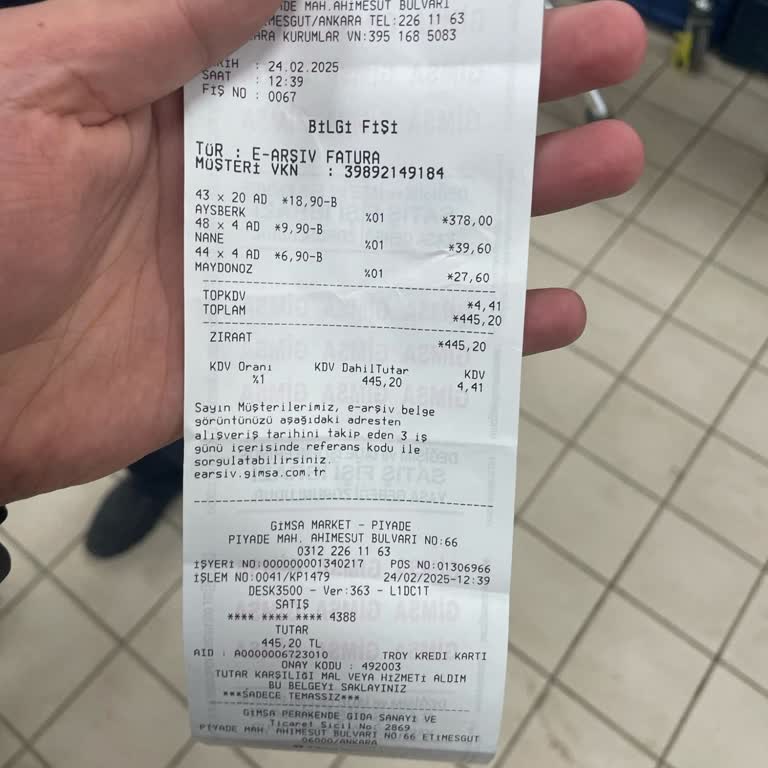 YADE MAH.AHİMESUT BULVARI
MESGUT/ANKARA TEL:226 11 63
ARA KURUMLAR VN:395 168 5083
RİH : 24.02.2025
SAAT : 12:39
FİŞ NO : 0067
BİLGİ FİŞİ
TÜR : E-ARŞİV FATURA
MÜŞTERİ VKN : 39892149184
43 x 20 AD *18,90-B
AYSBERK %01 *378,00
48 x 4 AD *9,90-B
NANE %01 *39,60
44 x 4 AD *6,90-B
MAYDONOZ %01 *27,60
TOPKDV *4,41
TOPLAM *445,20
ZIRAAT *445,20
KDV Oranı KDV DahilTutar KDV
%1 445,20 4,41
Sayın Müşterilerimiz, e-arşiv belge
görüntünüzü aşağıdaki adresten
alışveriş tarihini takip eden 3 iş
günü içerisinde referans kodu ile
sorgulatabilirsiniz.
earsiv.gimsa.com.tr
GİMSA MARKET - PİYADE
PİYADE MAH. AHIMESUT BULVARI NO:66
0312 226 11 63
İŞYERİ NO:000000001340217 POS NO:01306966
İŞLEM NO:0041/KP1479 24/02/2025-12:39
DESK3500 - Ver:363 - L1DC1T
SATIŞ
**** **** **** 4388
TUTAR
445,20 TL
AID : A0000006723010 TROY KREDI KARTI
ONAY KODU : 492003
TUTAR KARŞILIĞI MAL VEYA HİZMETİ ALDIM
BU BELGEYİ SAKLAYINIZ
***SADECE TEMASSIZ***
GİMSA PERAKENDE GIDA SANAYİ VE
Ticaret Sicil No: 2869
PİYADE MAH. AHIMESUT BULVARI NO:66 ETİMESGUT
06000/ANKARA